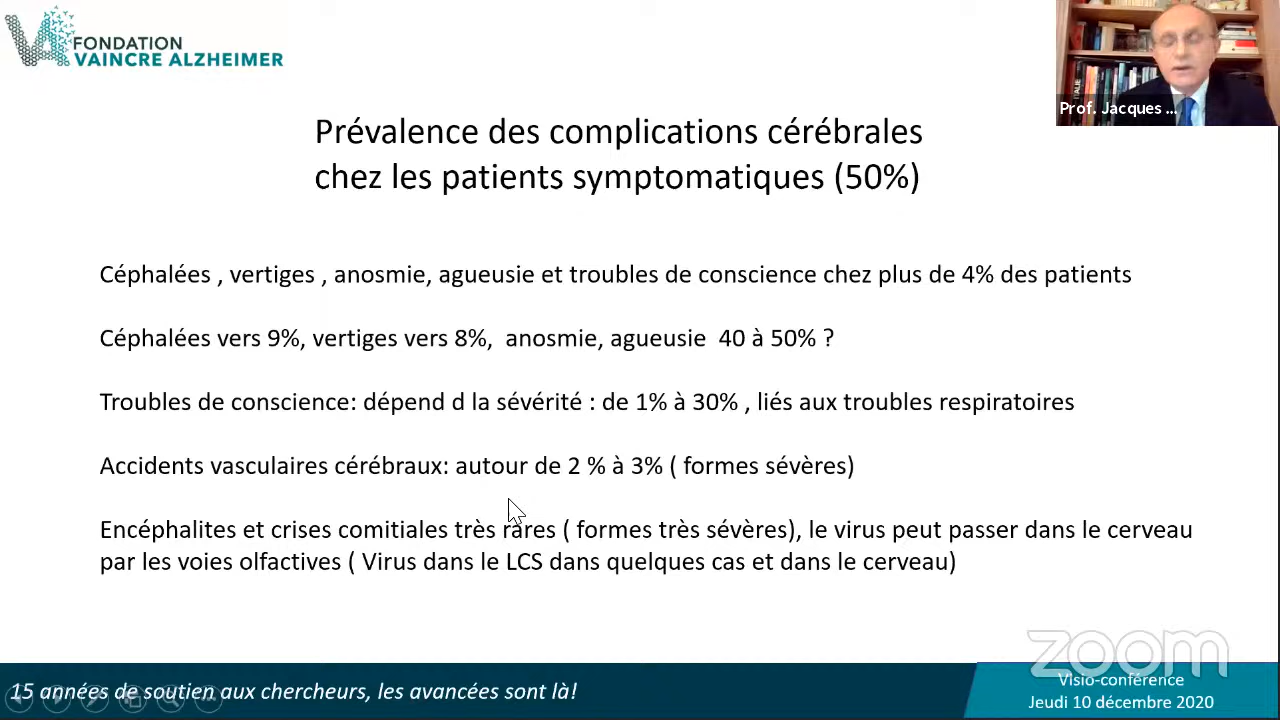 FONDATION
VAINCRE ALZHEIMER
Prof. Jacques ...
Prévalence des complications cérébrales
chez les patients symptomatiques (50%)
Céphalées , vertiges , anosmie, agueusie et troubles de conscience chez plus de 4% des patients
Céphalées vers 9%, vertiges vers 8%, anosmie, agueusie 40 à 50% ?
Troubles de conscience: dépend d la sévérité : de 1% à 30% , liés aux troubles respiratoires
Accidents vasculaires cérébraux: autour de 2 % à 3% ( formes sévères)
Encéphalites et crises comitiales très rares ( formes très sévères), le virus peut passer dans le cerveau
par les voies olfactives ( Virus dans le LCS dans quelques cas et dans le cerveau)
zoom
15 années de soutien aux chercheurs, les avancées sont là!
Visio-conférence
Jeudi 10 décembre 2020